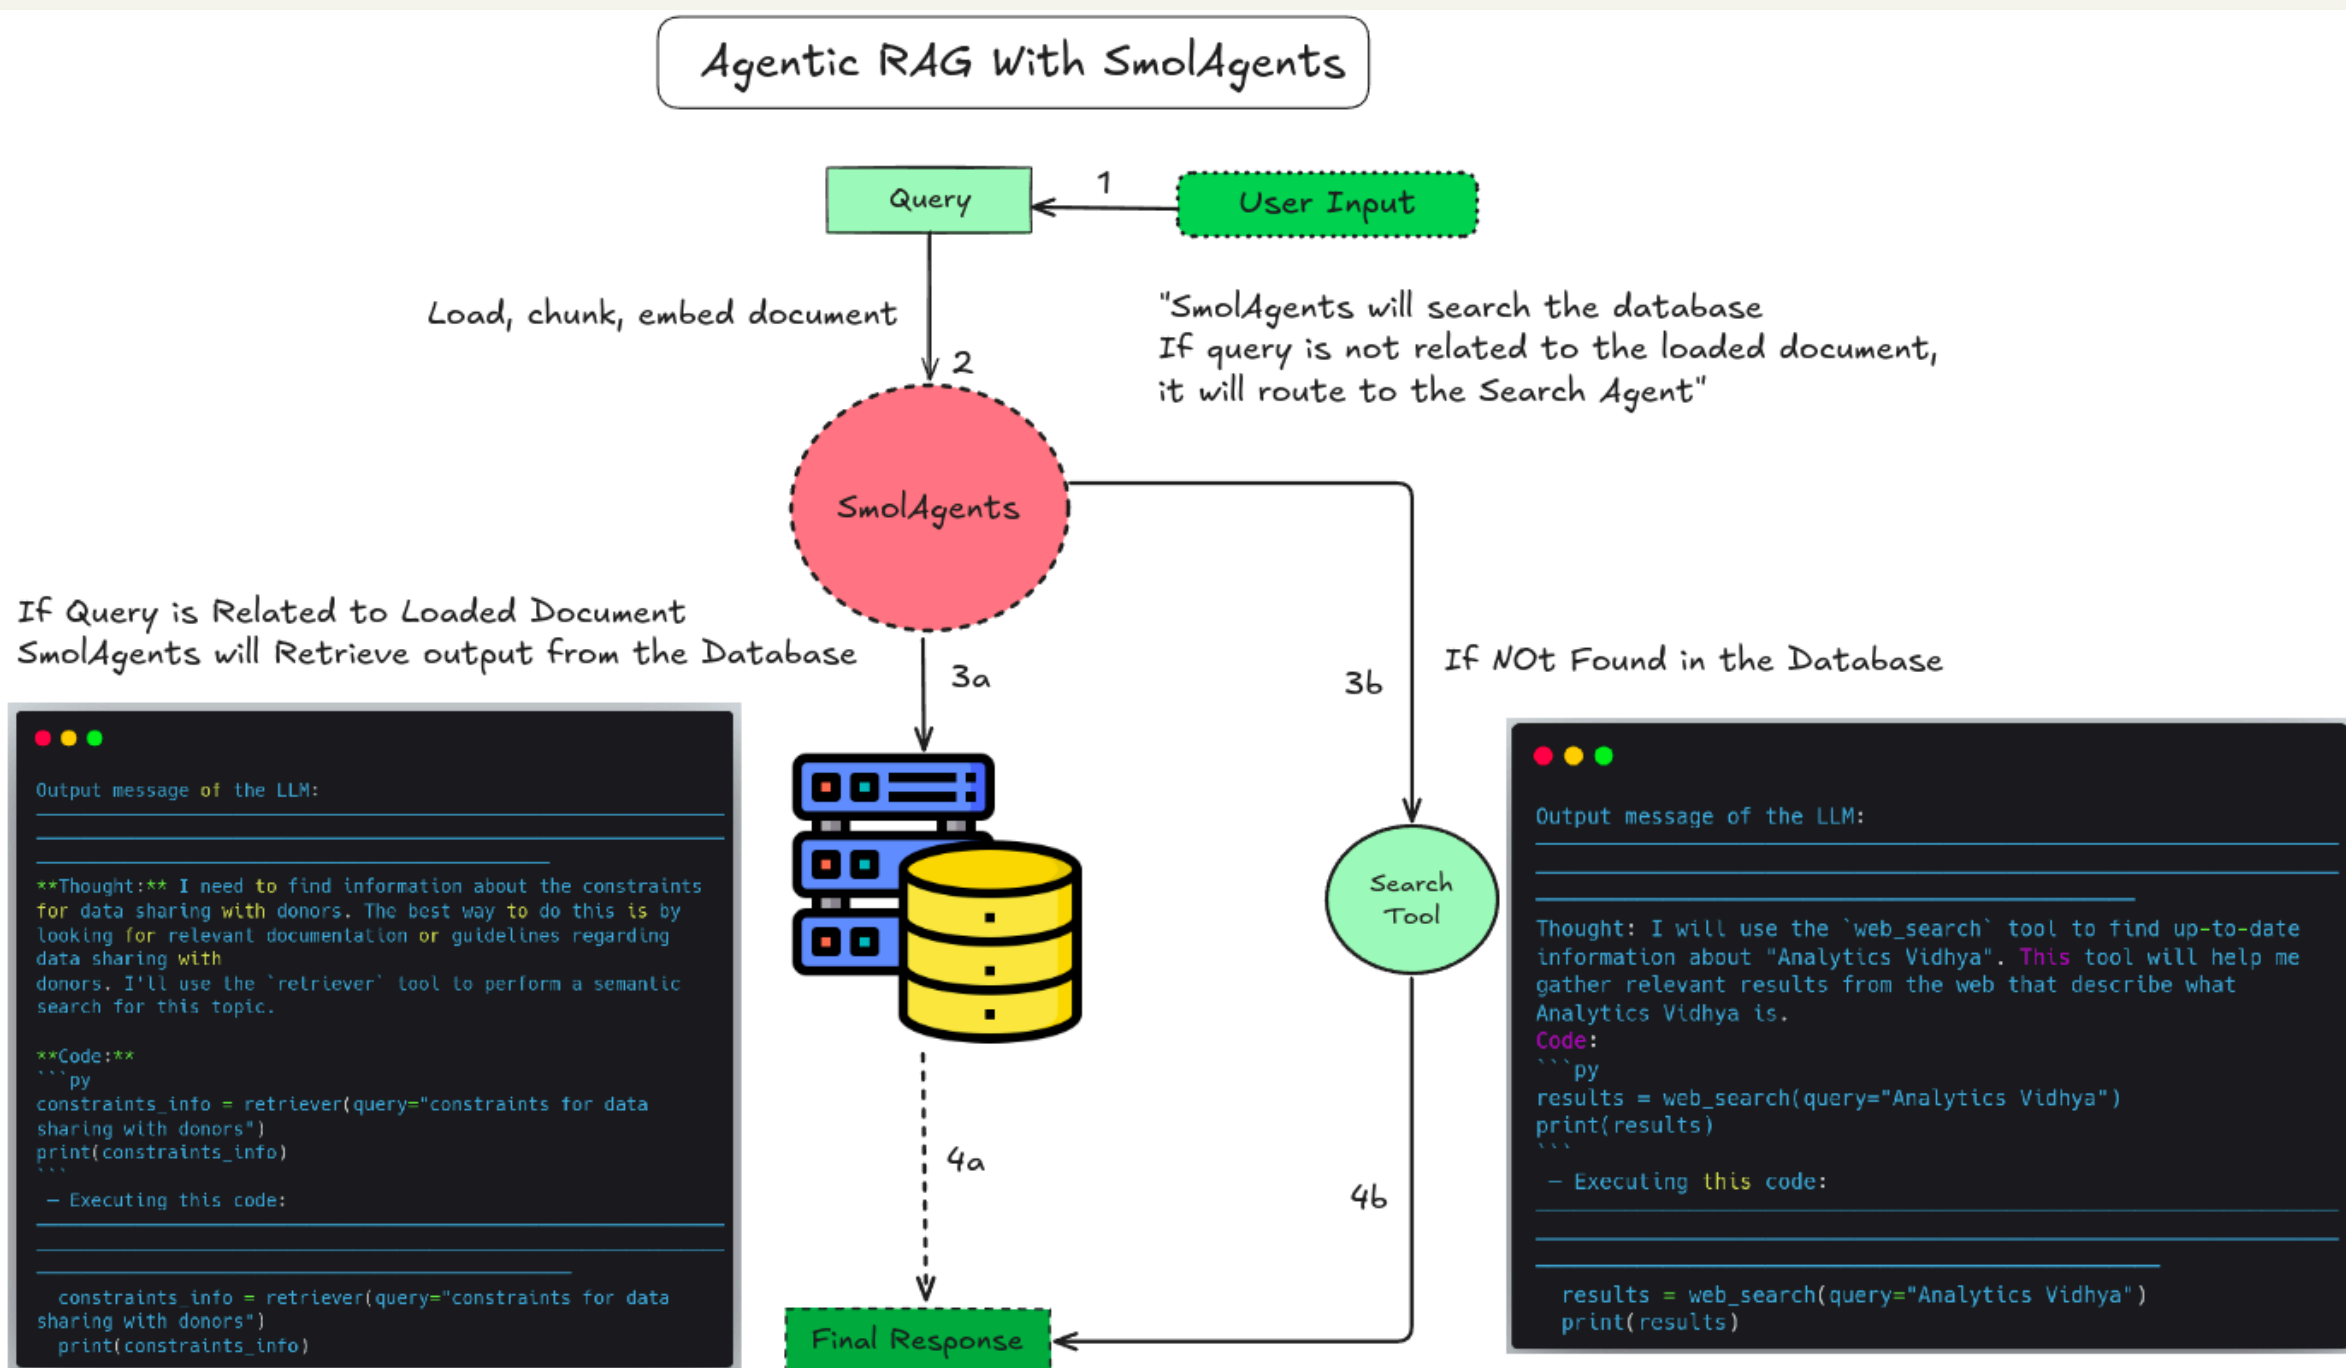 Agentic RAG With SmolAgents
Query
1
User Input
Load, chunk, embed document
2
"SmolAgents will search the database
If query is not related to the loaded document,
it will route to the Search Agent"
SmolAgents
If Query is Related to Loaded Document
SmolAgents will Retrieve output from the Database
3a
3b
If NOt Found in the Database
Output message of the LLM:
**Thought:** I need to find information about the constraints
for data sharing with donors. The best way to do this is by
looking for relevant documentation or guidelines regarding
data sharing with
donors. I'll use the `retriever` tool to perform a semantic
search for this topic.
**Code:**
```py
constraints_info = retriever(query="constraints for data
sharing with donors")
print(constraints_info)
```
– Executing this code:
constraints_info = retriever(query="constraints for data
sharing with donors")
print(constraints_info)
Search
Tool
4a
4b
Final Response
Output message of the LLM:
Thought: I will use the `web_search` tool to find up-to-date
information about "Analytics Vidhya". This tool will help me
gather relevant results from the web that describe what
Analytics Vidhya is.
Code:
```py
results = web_search(query="Analytics Vidhya")
print(results)
```
– Executing this code:
results = web_search(query="Analytics Vidhya")
print(results)